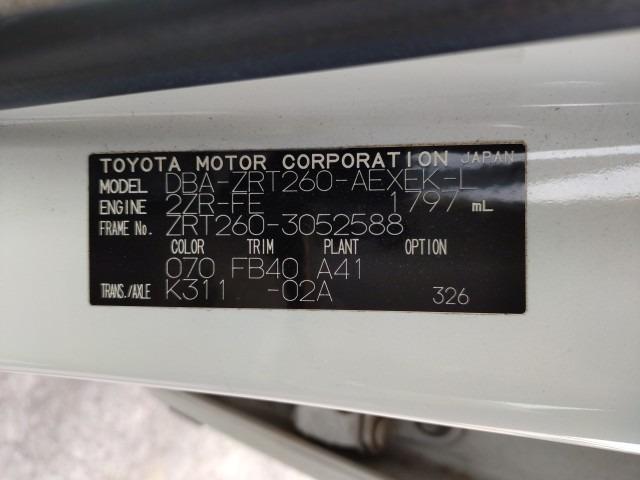 TOYOTA MOTOR CORPORATION JAPAN
MODEL DBA-ZRT260-AEXEK-L
ENGINE 2ZR-FE 1797 mL
FRAME No. ZRT260-3052588
COLOR TRIM PLANT OPTION
070 FB40 A41
TRANS./AXLE K311 -02A 326